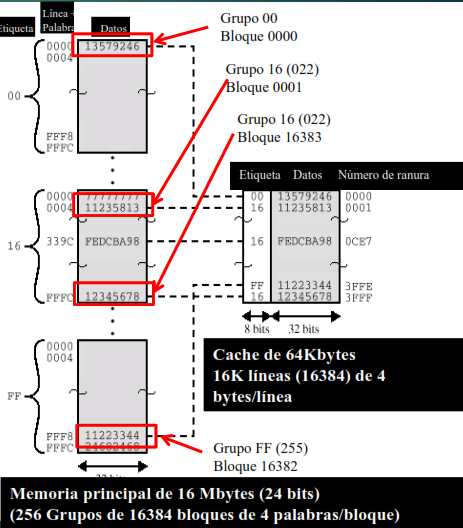 Línea +
Etiqueta Palabra Datos
Grupo 00
Bloque 0000
0000 13579246
0004
00
FFF8
FFFC
Grupo 16 (022)
Bloque 0001
Grupo 16 (022)
Bloque 16383
0000 77777777
0004 11235813
16
339C FEDCBA98
FFFC 12345678
Etiqueta Datos Número de ranura
00 13579246 0000
16 11235813 0001
16 FEDCBA98 0CE7
FF 11223344 3FFE
16 12345678 3FFF
8 bits 32 bits
0000
0004
FF
FFF8 11223344
FFFC 24682468
Cache de 64Kbytes
16K líneas (16384) de 4
bytes/línea
Grupo FF (255)
Bloque 16382
32 bits
Memoria principal de 16 Mbytes (24 bits)
(256 Grupos de 16384 bloques de 4 palabras/bloque)